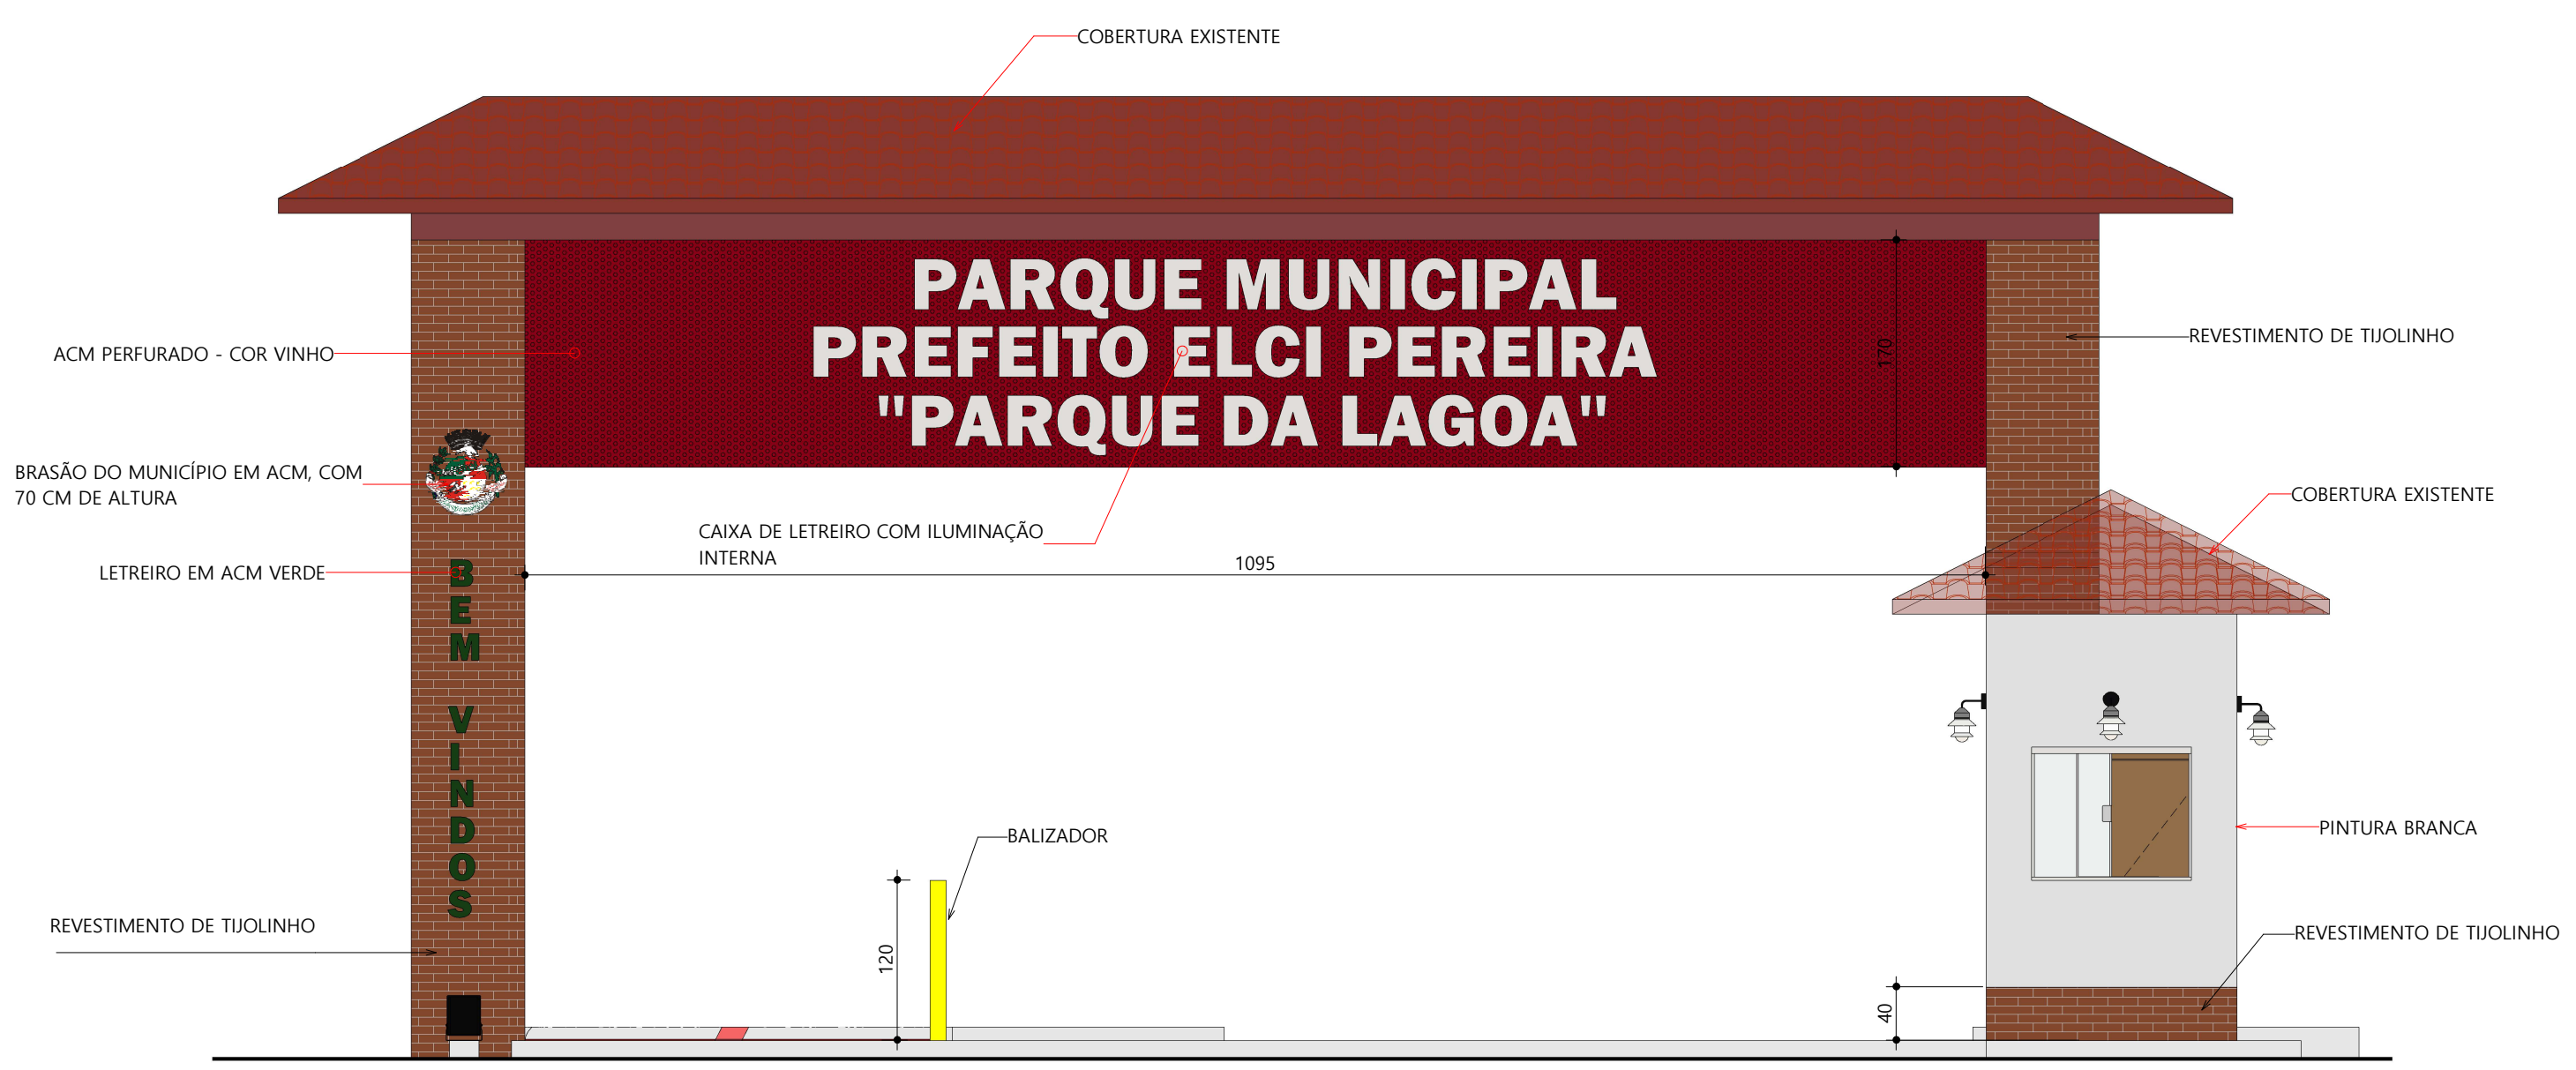 COBERTURA EXISTENTE
PARQUE MUNICIPAL
PREFEITO ELCI PEREIRA
"PARQUE DA LAGOA"
170
REVESTIMENTO DE TIJOLINHO
ACM PERFURADO - COR VINHO
BRASÃO DO MUNICÍPIO EM ACM, COM
70 CM DE ALTURA
COBERTURA EXISTENTE
CAIXA DE LETREIRO COM ILUMINAÇÃO
INTERNA
1095
LETREIRO EM ACM VERDE
BEM VINDOS
BALIZADOR
PINTURA BRANCA
REVESTIMENTO DE TIJOLINHO
120
REVESTIMENTO DE TIJOLINHO
40